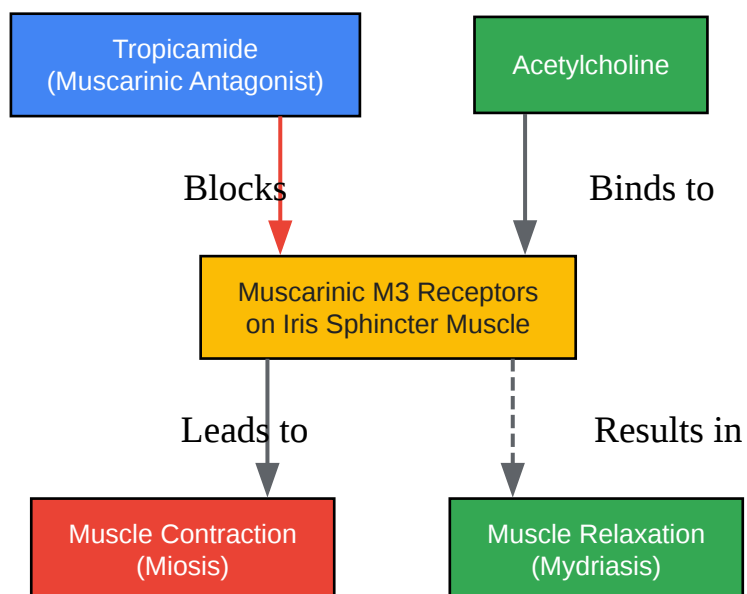 Tropicamide
(Muscarinic Antagonist)
Acetylcholine
Blocks
Binds to
Muscarinic M3 Receptors
on Iris Sphincter Muscle
Leads to
Results in
Muscle Contraction
(Miosis)
Muscle Relaxation
(Mydriasis)